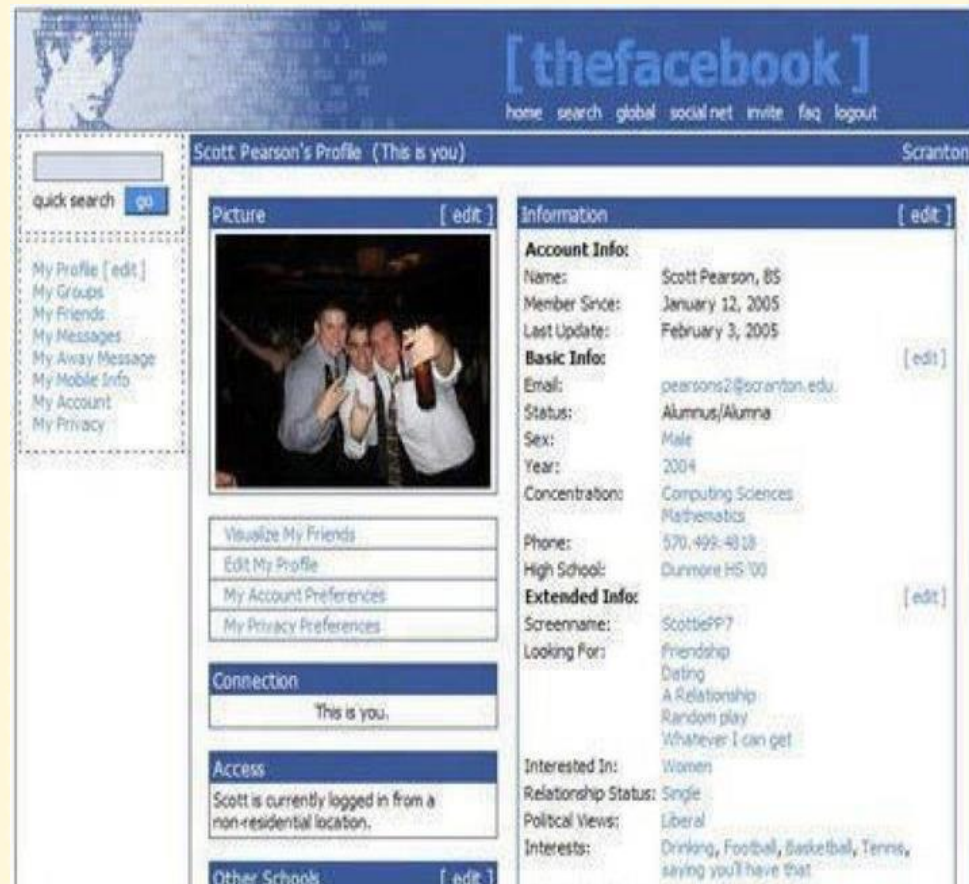 [thefacebook]
home search global social net invite faq logout
quick search go
My Profile [ edit ]
My Groups
My Friends
My Messages
My Away Message
My Mobile Info
My Account
My Privacy
Scott Pearson's Profile (This is you) Scranton
Picture [ edit ]
Visualize My Friends
Edit My Profile
My Account Preferences
My Privacy Preferences
Connection
This is you.
Access
Scott is currently logged in from a
non-residential location.
Other Schools [ edit ]
Information [ edit ]
Account Info:
Name: Scott Pearson, BS
Member Since: January 12, 2005
Last Update: February 3, 2005
Basic Info: [ edit ]
Email: pearsons2@scranton.edu
Status: Alumnus/Alumna
Sex: Male
Year: 2004
Concentration: Computing Sciences
Mathematics
Phone: 570.499.4818
High School: Dunmore HS '00
Extended Info: [ edit ]
Screenname: ScottiePP7
Looking For: Friendship
Dating
A Relationship
Random play
Whatever I can get
Interested In: Women
Relationship Status: Single
Political Views: Liberal
Interests: Drinking, Football, Basketball, Tennis,
saying you'll have that